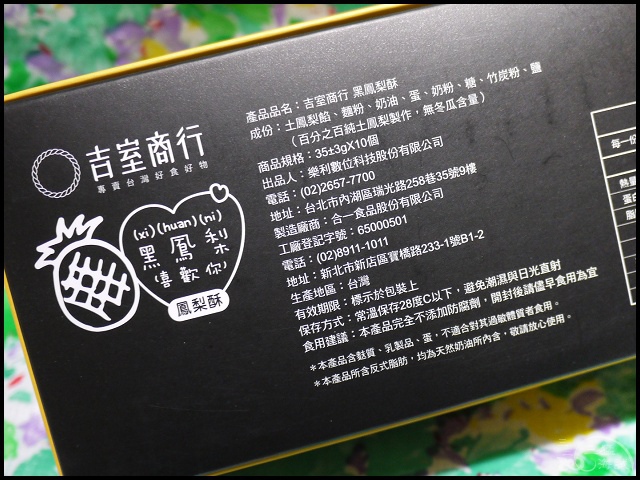 吉室商行
專賣台灣好食好物
(xi)(huan)(ni)
黑鳳梨
(喜歡你)
鳳梨酥
旺
產品品名：吉室商行 黑鳳梨酥
成份：土鳳梨餡、麵粉、奶油、蛋、奶粉、糖、竹炭粉、鹽
（百分之百純土鳳梨製作，無冬瓜含量）
商品規格：35±3gX10個
出品人：樂利數位科技股份有限公司
電話：(02)2657-7700
地址：台北市內湖區瑞光路258巷35號9樓
製造廠商：合一食品股份有限公司
工廠登記字號：65000501
電話：(02)8911-1011
地址：新北市新店區寶橋路233-1號B1-2
生產地區：台灣
有效期限：標示於包裝上
保存方式：常溫保存28度C以下，避免潮濕與日光直射
食用建議：本產品完全不添加防腐劑，開封後請儘早食用為宜
＊本產品含麩質、乳製品、蛋，不適合對其過敏體質者食用。
＊本產品所含反式脂肪，均為天然奶油所內含，敬請放心使用。
每一份
熱量
蛋白
脂